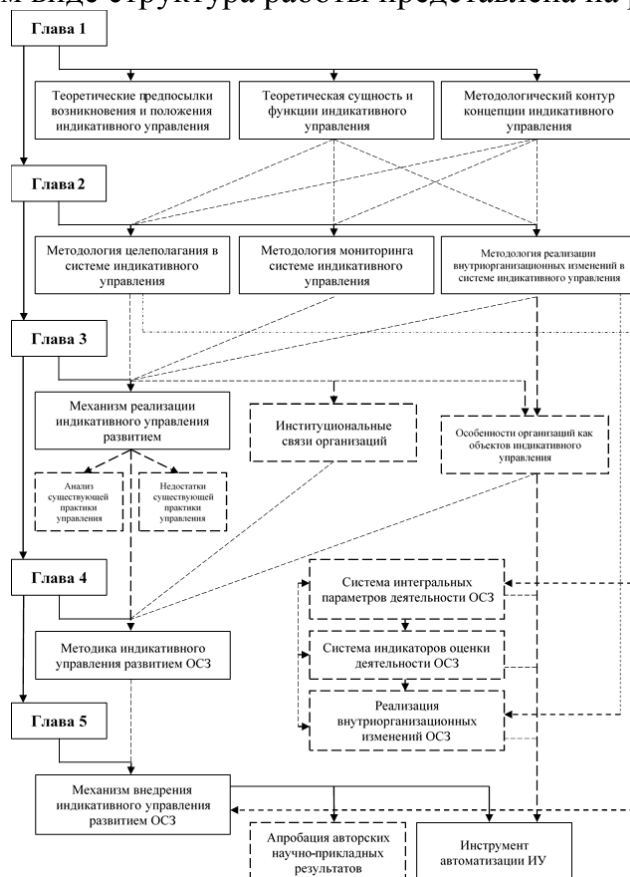 м виде структура работы представлена на р
Глава 1
Теоретические предпосылки
возникновения и положения
индикативного управления
Теоретическая сущность и
функции индикативного
управления
Методологический контур
концепции индикативного
управления
Глава 2
Методология целеполагания в
системе индикативного
управления
Методология мониторинга
системе индикативного
управления
Методология реализации
внутриорганизационных изменений в
системе индикативного управления
Глава 3
Механизм реализации
индикативного управления
развитием
Институциональные
связи организаций
Особенности организаций как
объектов индикативного
управления
Анализ
существующей
практики
управления
Недостатки
существующей
практики
управления
Глава 4
Система интегральных
параметров деятельности ОСЗ
Методика индикативного
управления развитием ОСЗ
Система индикаторов оценки
деятельности ОСЗ
Реализация
внутриорганизационных
изменений ОСЗ
Глава 5
Механизм внедрения
индикативного управления
развитием ОСЗ
Апробация авторских
научно-прикладных
результатов
Инструмент
автоматизации ИУ